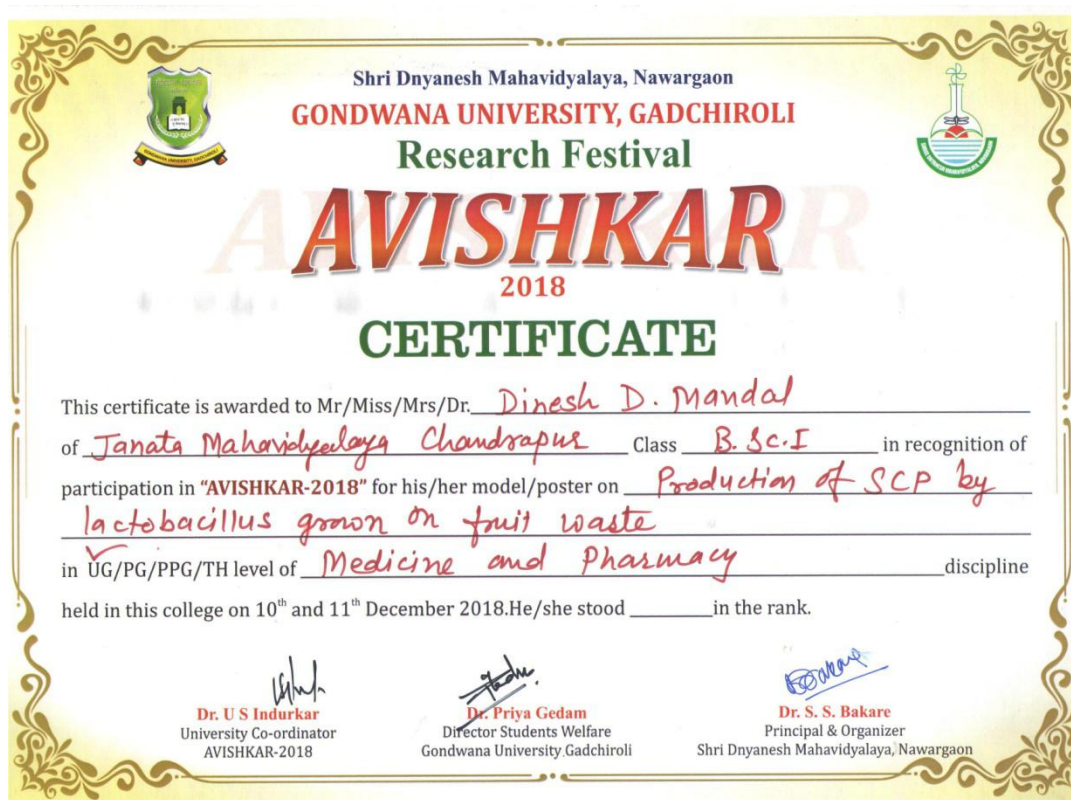 Shri Dnyanesh Mahavidyalaya, Nawargaon
GONDWANA UNIVERSITY, GADCHIROLI
Research Festival
AVISHKAR
2018
CERTIFICATE
This certificate is awarded to Mr/Miss/Mrs/Dr. Dinesh D. Mandal
of Janata Mahavidyealaya Chandrapur Class B.Sc.I in recognition of
participation in "AVISHKAR-2018" for his/her model/poster on Production of SCP by
lactobacillus grown on fruit waste
in UG/PG/PPG/TH level of Medicine and Pharmacy discipline
held in this college on 10th and 11th December 2018.He/she stood ______ in the rank.
Dr. U S Indurkar
University Co-ordinator
AVISHKAR-2018
Dr. Priya Gedam
Director Students Welfare
Gondwana University,Gadchiroli
Dr. S. S. Bakare
Principal & Organizer
Shri Dnyanesh Mahavidyalaya, Nawargaon
GONDWANA UNIVERSITY, GADCHIROLI